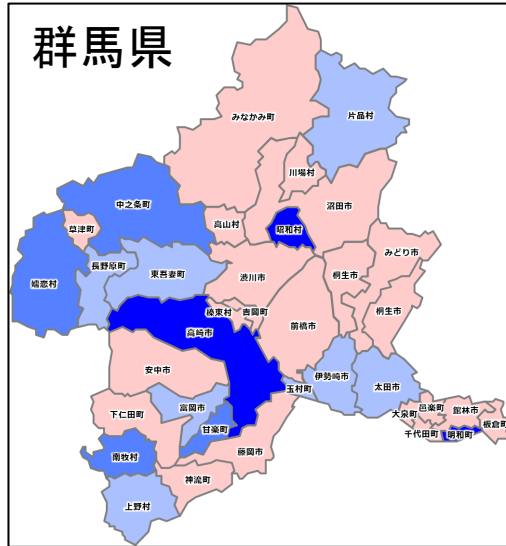 群馬県
みなかみ町
片品村
川場村
中之条町
沼田市
草津町
高山村
昭和村
みどり市
長野原町
東吾妻町
渋川市
桐生市
嬬恋村
榛東村
吉岡町
桐生市
前橋市
高崎市
安中市
伊勢崎市
玉村町
太田市
富岡市
下仁田町
邑楽町
館林市
大泉町
甘楽町
板倉町
千代田町
明和町
藤岡市
南牧村
神流町
上野村